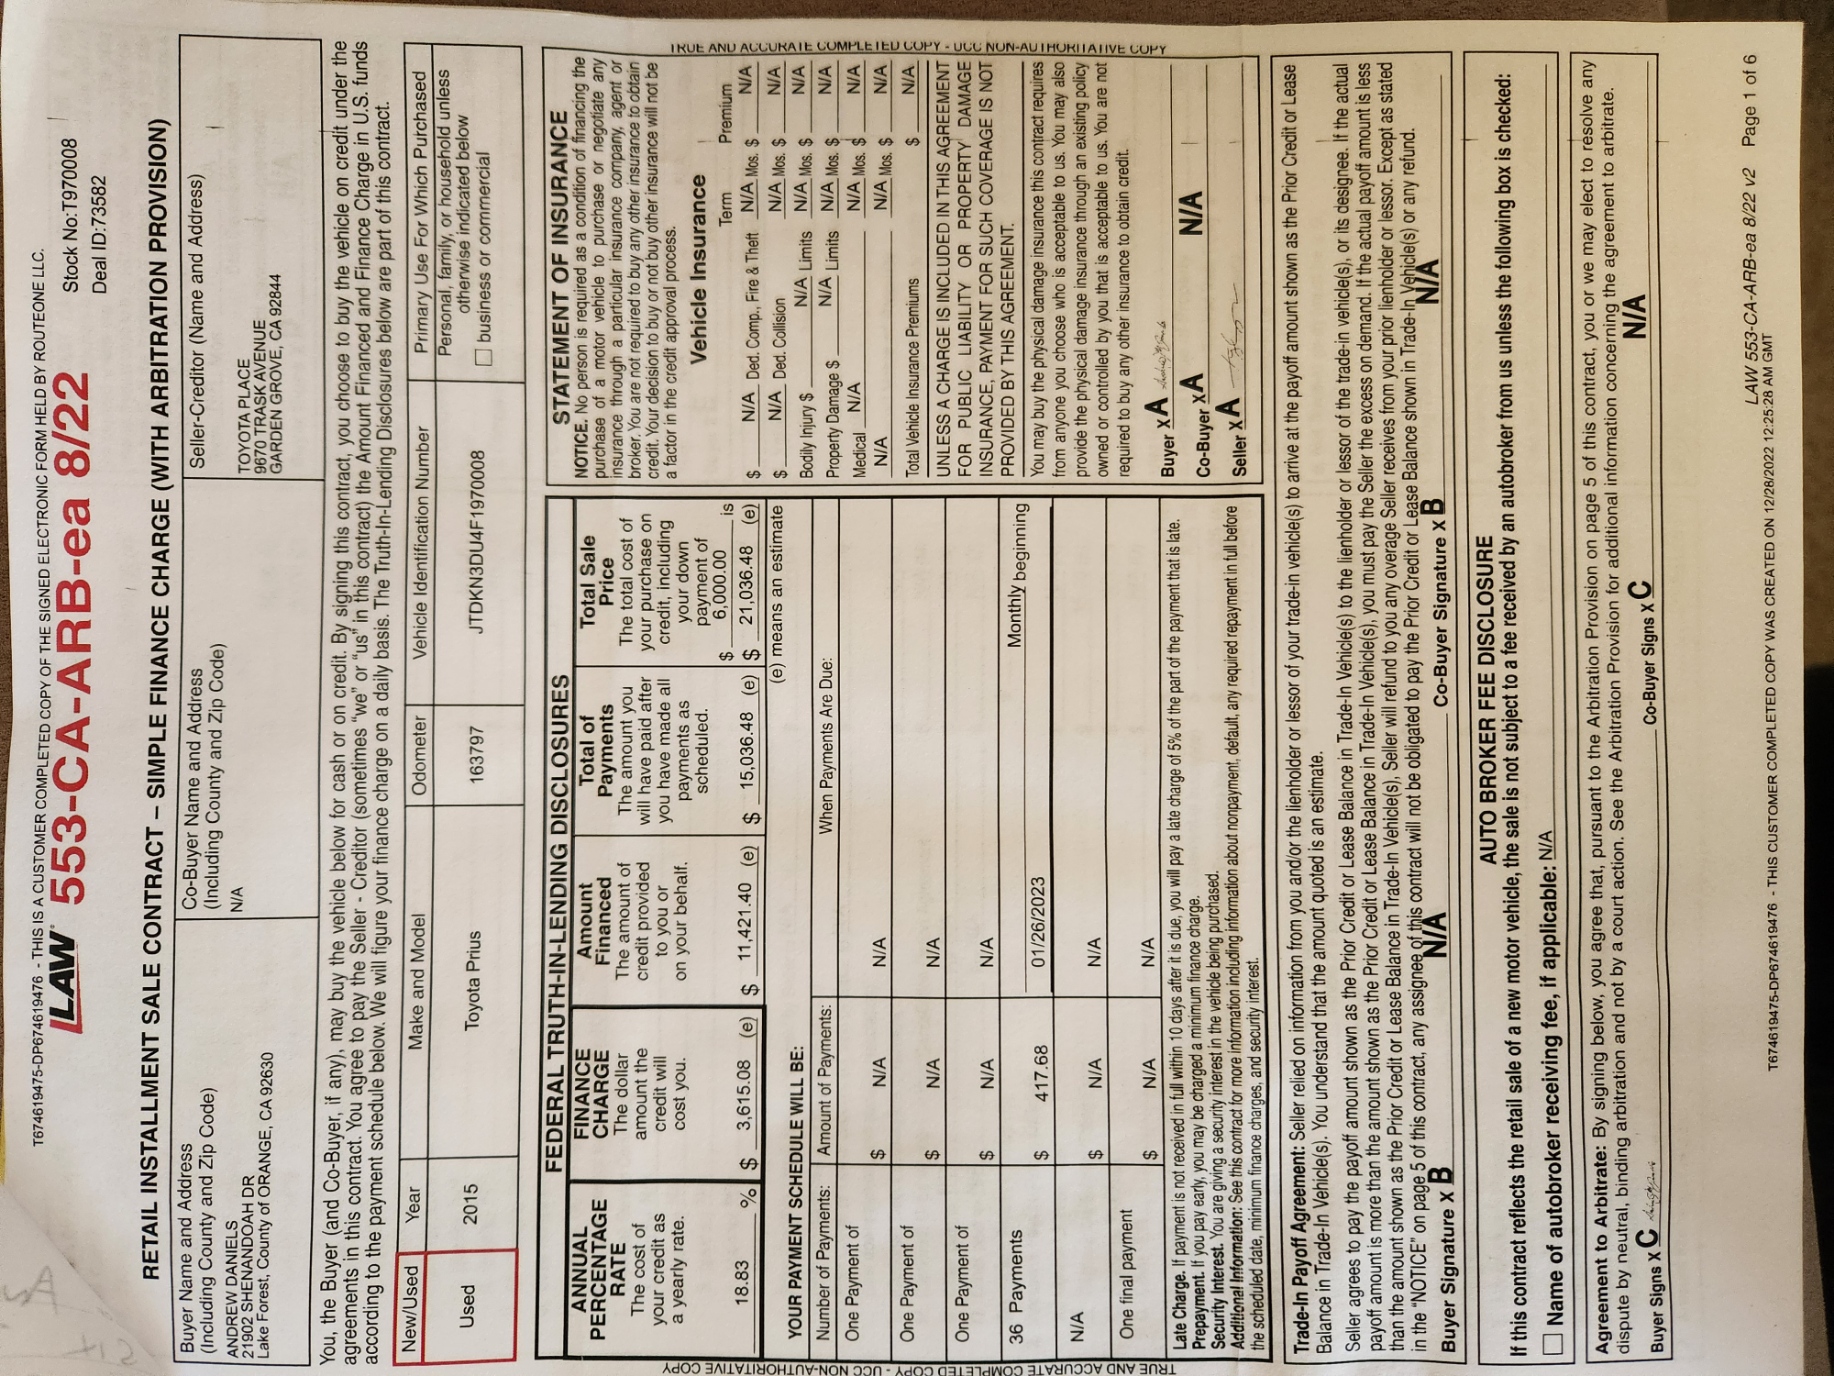 T674619475-DP674619476 - THIS IS A CUSTOMER COMPLETED COPY OF THE SIGNED ELECTRONIC FORM HELD BY ROUTEONE LLC.
LAW 553-CA-ARB-ea 8/22
Stock No:T970008
Deal ID:73582
RETAIL INSTALLMENT SALE CONTRACT – SIMPLE FINANCE CHARGE (WITH ARBITRATION PROVISION)
Buyer Name and Address
(Including County and Zip Code)
ANDREW DANIELS
21902 SHENANDOAH DR
Lake Forest, County of ORANGE, CA 92630
Co-Buyer Name and Address
(Including County and Zip Code)
N/A
Seller-Creditor (Name and Address)
TOYOTA PLACE
9670 TRASK AVENUE
GARDEN GROVE, CA 92844
You, the Buyer (and Co-Buyer, if any), may buy the vehicle below for cash or on credit. By signing this contract, you choose to buy the vehicle on credit under the
agreements in this contract. You agree to pay the Seller - Creditor (sometimes “we” or “us” in this contract) the Amount Financed and Finance Charge in U.S. funds
according to the payment schedule below. We will figure your finance charge on a daily basis. The Truth-In-Lending Disclosures below are part of this contract.
New/Used Year Make and Model Odometer Vehicle Identification Number Primary Use For Which Purchased
Used 2015 Toyota Prius 163797 JTDKN3DU4F1970008
Personal, family, or household unless
otherwise indicated below
business or commercial
FEDERAL TRUTH-IN-LENDING DISCLOSURES
ANNUAL
PERCENTAGE
RATE
The cost of
your credit as
a yearly rate.
18.83 %
FINANCE
CHARGE
The dollar
amount the
credit will
cost you.
$ 3,615.08 (e)
Amount
Financed
The amount of
credit provided
to you or
on your behalf.
$ 11,421.40 (e)
Total of
Payments
The amount you
will have paid after
you have made all
payments as
scheduled.
$ 15,036.48 (e)
Total Sale
Price
The total cost of
your purchase on
credit, including
your down
payment of
$ 6,000.00 is
$ 21,036.48 (e)
(e) means an estimate
YOUR PAYMENT SCHEDULE WILL BE:
Number of Payments: Amount of Payments: When Payments Are Due:
One Payment of
$ N/A N/A
One Payment of
$ N/A N/A
One Payment of
$ N/A N/A
36 Payments
Monthly beginning
$ 417.68 01/26/2023
N/A
$ N/A N/A
One final payment
$ N/A N/A
Late Charge. If payment is not received in full within 10 days after it is due, you will pay a late charge of 5% of the part of the payment that is late.
Prepayment. If you pay early, you may be charged a minimum finance charge.
Security Interest. You are giving a security interest in the vehicle being purchased.
Additional Information: See this contract for more information including information about nonpayment, default, any required repayment in full before
the scheduled date, minimum finance charges, and security interest.
STATEMENT OF INSURANCE
NOTICE. No person is required as a condition of financing the
purchase of a motor vehicle to purchase or negotiate any
insurance through a particular insurance company, agent or
broker. You are not required to buy any other insurance to obtain
credit. Your decision to buy or not buy other insurance will not be
a factor in the credit approval process.
Vehicle Insurance
Term Premium
$ N/A Ded. Comp., Fire & Theft N/A Mos. $ N/A
$ N/A Ded. Collision N/A Mos. $ N/A
Bodily Injury $ N/A Limits N/A Mos. $ N/A
Property Damage $ N/A Limits N/A Mos. $ N/A
Medical N/A N/A Mos. $ N/A
N/A N/A Mos. $ N/A
Total Vehicle Insurance Premiums $ N/A
UNLESS A CHARGE IS INCLUDED IN THIS AGREEMENT
FOR PUBLIC LIABILITY OR PROPERTY DAMAGE
INSURANCE, PAYMENT FOR SUCH COVERAGE IS NOT
PROVIDED BY THIS AGREEMENT.
You may buy the physical damage insurance this contract requires
from anyone you choose who is acceptable to us. You may also
provide the physical damage insurance through an existing policy
owned or controlled by you that is acceptable to us. You are not
required to buy any other insurance to obtain credit.
Buyer X A
Co-Buyer X A N/A
Seller X A
TRUE AND ACCURATE COMPLETED COPY - UCC NON-AUTHORITATIVE COPY
TRUE AND ACCURATE COMPLETED COPY - UCC NON-AUTHORITATIVE COPY
Trade-In Payoff Agreement: Seller relied on information from you and/or the lienholder or lessor of your trade-in vehicle(s) to arrive at the payoff amount shown as the Prior Credit or Lease
Balance in Trade-In Vehicle(s). You understand that the amount quoted is an estimate.
Seller agrees to pay the payoff amount shown as the Prior Credit or Lease Balance in Trade-In Vehicle(s) to the lienholder or lessor of the trade-in vehicle(s), or its designee. If the actual
payoff amount is more than the amount shown as the Prior Credit or Lease Balance in Trade-In Vehicle(s), you must pay the Seller the excess on demand. If the actual payoff amount is less
than the amount shown as the Prior Credit or Lease Balance in Trade-In Vehicle(s), Seller will refund to you any overage Seller receives from your prior lienholder or lessor. Except as stated
in the “NOTICE” on page 5 of this contract, any assignee of this contract will not be obligated to pay the Prior Credit or Lease Balance shown in Trade-In Vehicle(s) or any refund.
Buyer Signature X B N/A Co-Buyer Signature X B N/A
AUTO BROKER FEE DISCLOSURE
If this contract reflects the retail sale of a new motor vehicle, the sale is not subject to a fee received by an autobroker from us unless the following box is checked:
Name of autobroker receiving fee, if applicable: N/A
Agreement to Arbitrate: By signing below, you agree that, pursuant to the Arbitration Provision on page 5 of this contract, you or we may elect to resolve any
dispute by neutral, binding arbitration and not by a court action. See the Arbitration Provision for additional information concerning the agreement to arbitrate.
Buyer Signs X C Co-Buyer Signs X C N/A
LAW 553-CA-ARB-ea 8/22 v2 Page 1 of 6
T674619475-DP674619476 - THIS CUSTOMER COMPLETED COPY WAS CREATED ON 12/28/2022 12:25:28 AM GMT